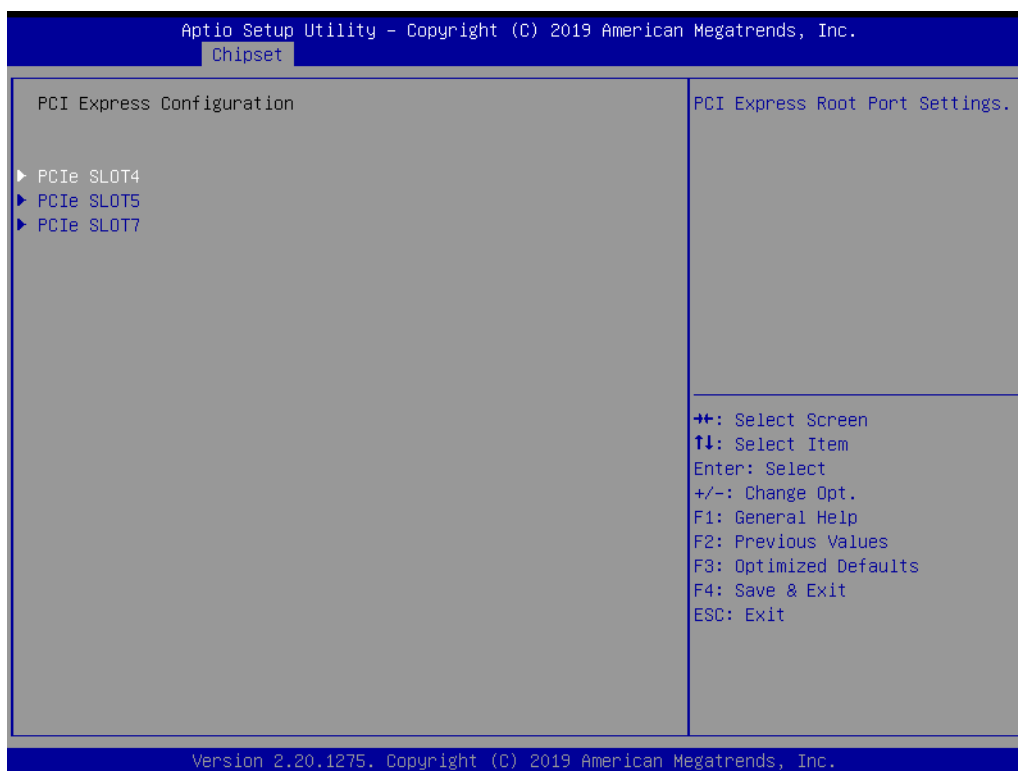 Aptio Setup Utility – Copyright (C) 2019 American Megatrends, Inc.
Chipset
PCI Express Configuration
PCIe SLOT4
PCIe SLOT5
PCIe SLOT7
PCI Express Root Port Settings.
→←: Select Screen
↑↓: Select Item
Enter: Select
+/-: Change Opt.
F1: General Help
F2: Previous Values
F3: Optimized Defaults
F4: Save & Exit
ESC: Exit
Version 2.20.1275. Copyright (C) 2019 American Megatrends, Inc.